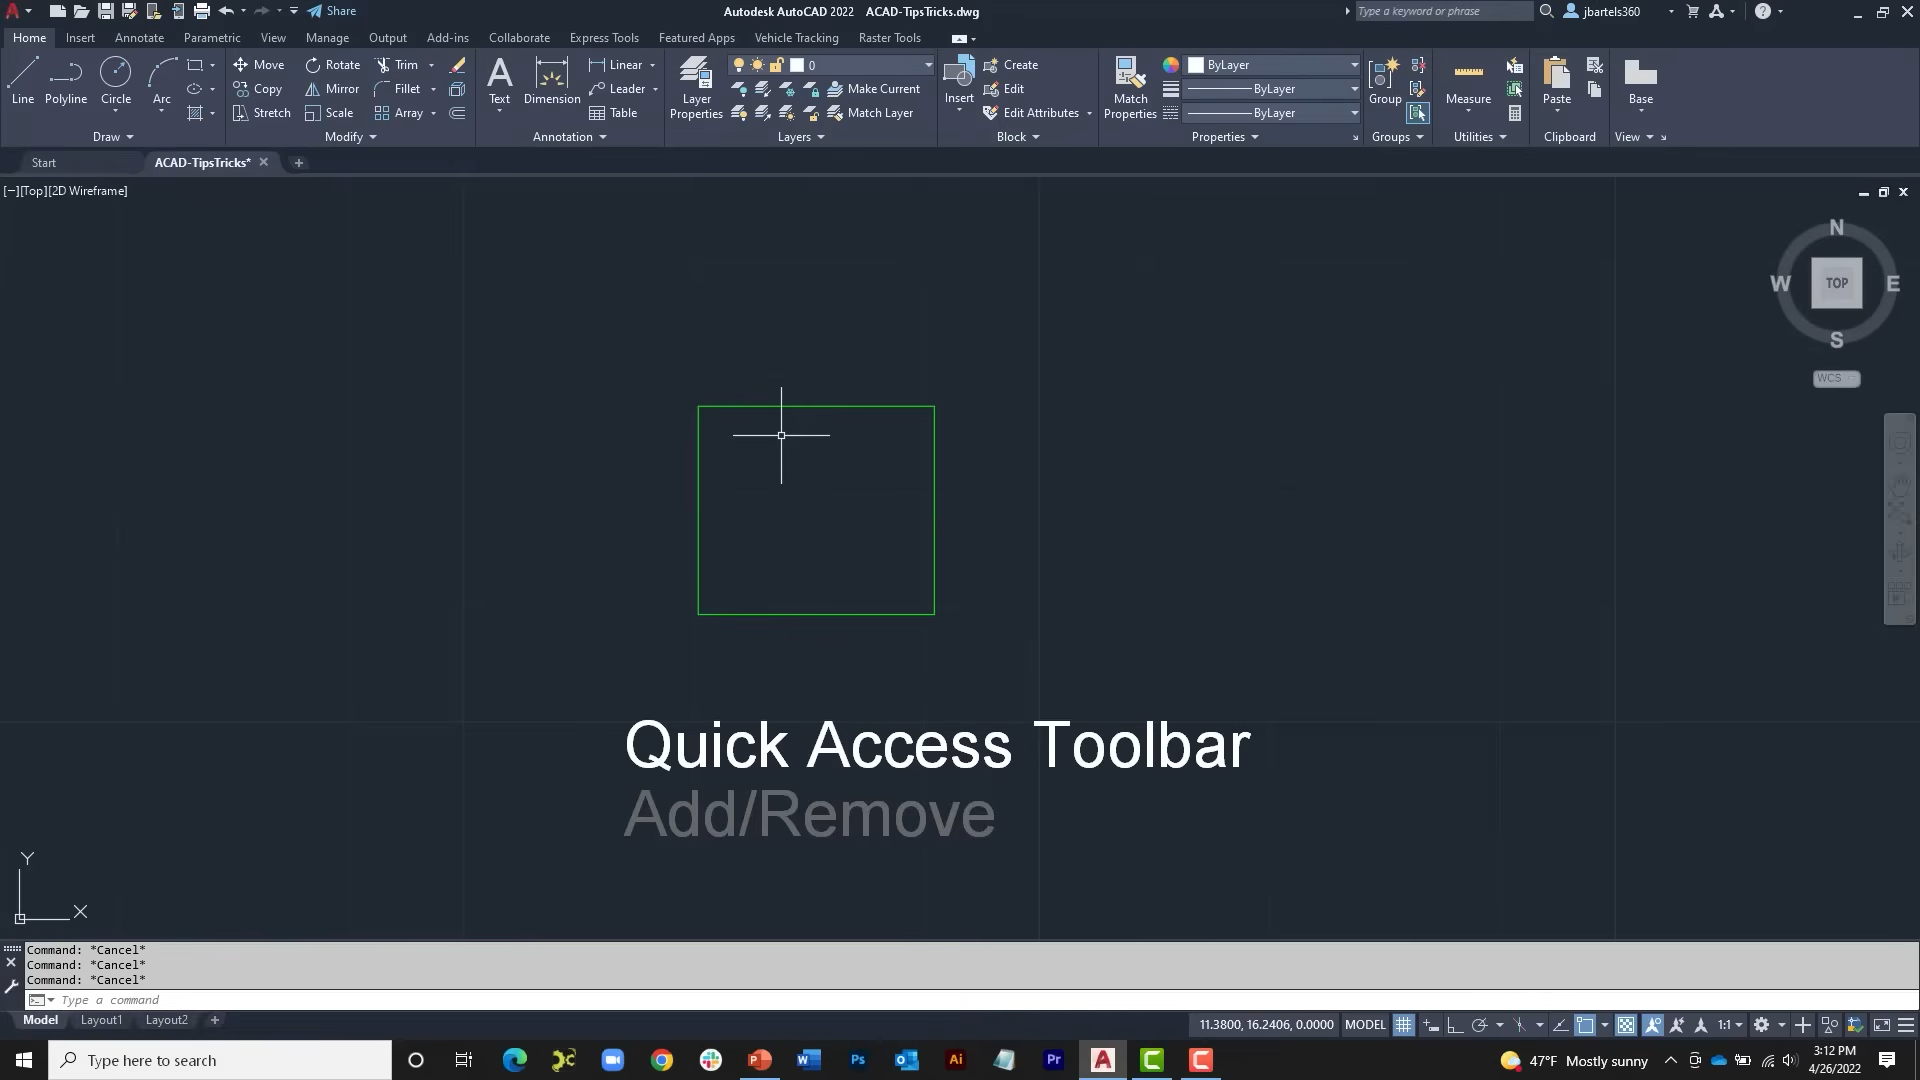 Share
Autodesk AutoCAD 2022 ACAD-TipsTricks.dwg
Type a keyword or phrase
jbartels360
Home Insert Annotate Parametric View Manage Output Add-ins Collaborate Express Tools Featured Apps Vehicle Tracking Raster Tools
Line Polyline Circle Arc
Draw
Move Rotate Trim
Copy Mirror Fillet
Stretch Scale Array
Modify
Text Dimension
Linear
Leader
Table
Annotation
Layer Properties
0
Make Current
Match Layer
Layers
Insert
Create
Edit
Edit Attributes
Block
Match Properties
ByLayer
ByLayer
ByLayer
Properties
Group
Groups
Measure
Utilities
Paste
Clipboard
Base
View
Start ACAD-TipsTricks*
[−][Top][2D Wireframe]
N
W TOP E
S
WCS
Quick Access Toolbar
Add/Remove
Y
X
Command: *Cancel*
Command: *Cancel*
Command: *Cancel*
Type a command
Model Layout1 Layout2
11.3800, 16.2406, 0.0000 MODEL 1:1
Type here to search
47°F Mostly sunny
3:12 PM
4/26/2022